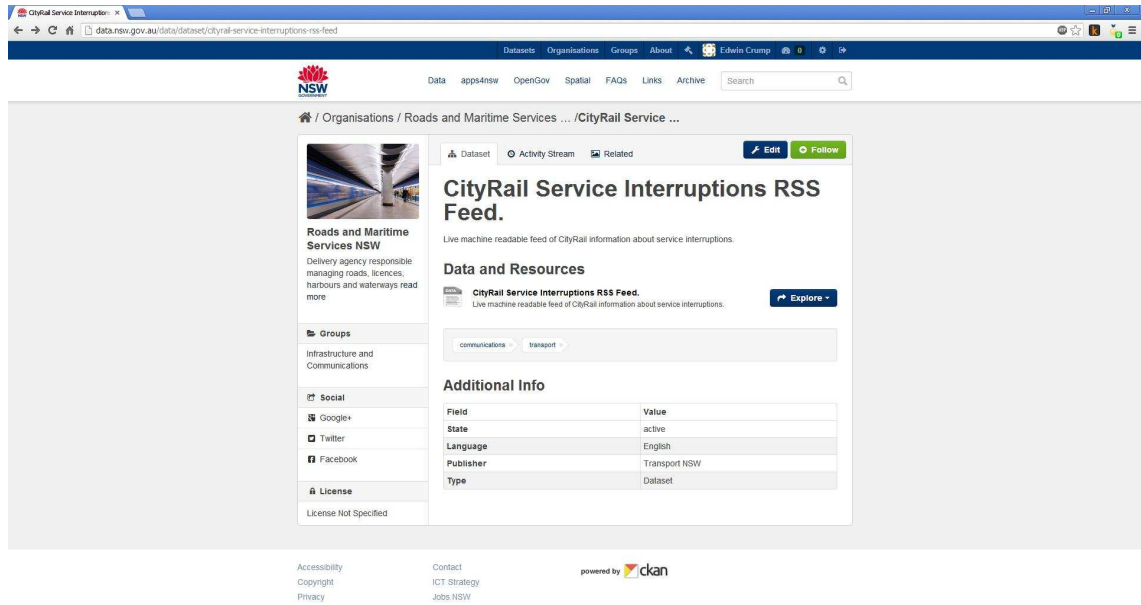 CityRail Service Interruption
data.nsw.gov.au/data/dataset/cityrail-service-interruptions-rss-feed
Datasets Organisations Groups About Edwin Crump 0
NSW
GOVERNMENT
Data apps4nsw OpenGov Spatial FAQs Links Archive Search
/ Organisations / Roads and Maritime Services ... /CityRail Service ...
Dataset Activity Stream Related Edit Follow
CityRail Service Interruptions RSS
Feed.
Live machine readable feed of CityRail information about service interruptions.
Data and Resources
DATA
CityRail Service Interruptions RSS Feed.
Live machine readable feed of CityRail information about service interruptions.
Explore
communications transport
Additional Info
Field Value
State active
Language English
Publisher Transport NSW
Type Dataset
Roads and Maritime
Services NSW
Delivery agency responsible
managing roads, licences,
harbours and waterways read
more
Groups
Infrastructure and
Communications
Social
Google+
Twitter
Facebook
License
License Not Specified
Accessibility
Copyright
Privacy
Contact
ICT Strategy
Jobs.NSW
powered by ckan